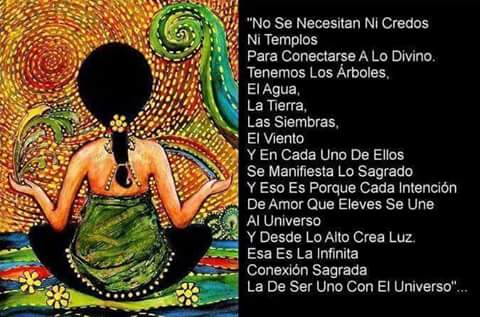 "No Se Necesitan Ni Credos
Ni Templos
Para Conectarse A Lo Divino.
Tenemos Los Árboles,
El Agua,
La Tierra,
Las Siembras,
El Viento
Y En Cada Uno De Ellos
Se Manifiesta Lo Sagrado
Y Eso Es Porque Cada Intención
De Amor Que Eleves Se Une
Al Universo
Y Desde Lo Alto Crea Luz.
Esa Es La Infinita
Conexión Sagrada
La De Ser Uno Con El Universo"...